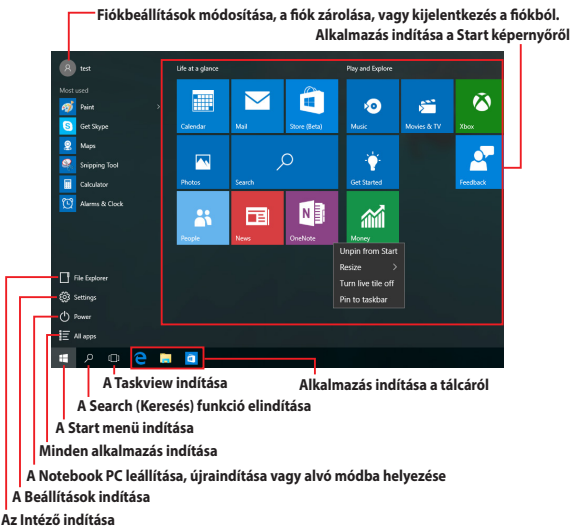 Fiókbeállítások módosítása, a fiók zárolása, vagy kijelentkezés a fiókból.
Alkalmazás indítása a Start képernyőről
test
Life at a glance
Play and Explore
Most used
Paint
Get Skype
Maps
Snipping Tool
Calculator
Alarms & Clock
Calendar
Mail
Store (Beta)
Music
Movies & TV
Xbox
Photos
Search
Get Started
Feedback
People
News
OneNote
Money
Unpin from Start
Resize
Turn live tile off
Pin to taskbar
File Explorer
Settings
Power
All apps
A Taskview indítása
Alkalmazás indítása a tálcáról
A Search (Keresés) funkció elindítása
A Start menü indítása
Minden alkalmazás indítása
A Notebook PC leállítása, újraindítása vagy alvó módba helyezése
A Beállítások indítása
Az Intéző indítása